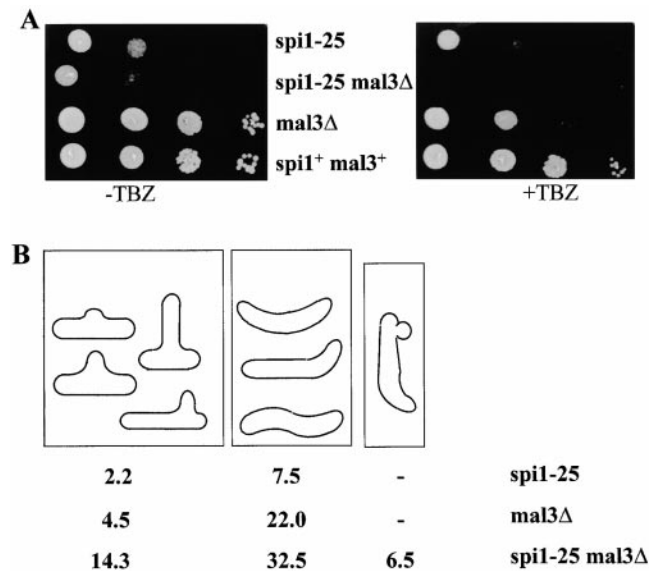 A
spi1-25
spi1-25 mal3Δ
mal3Δ
spi1+ mal3+
-TBZ
+TBZ
B
2.2 7.5 - spi1-25
4.5 22.0 - mal3Δ
14.3 32.5 6.5 spi1-25 mal3Δ